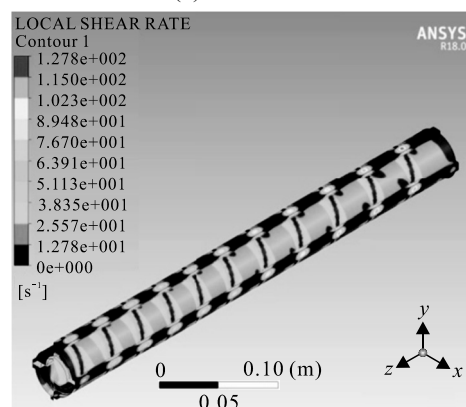 LOCAL SHEAR RATE
Contour 1
ANSYS
R18.0
1.278e+002
1.150e+002
1.023e+002
8.948e+001
7.670e+001
6.391e+001
5.113e+001
3.835e+001
2.557e+001
1.278e+001
0e+000
[s⁻¹]
0 0.10 (m)
0.05
y
z x